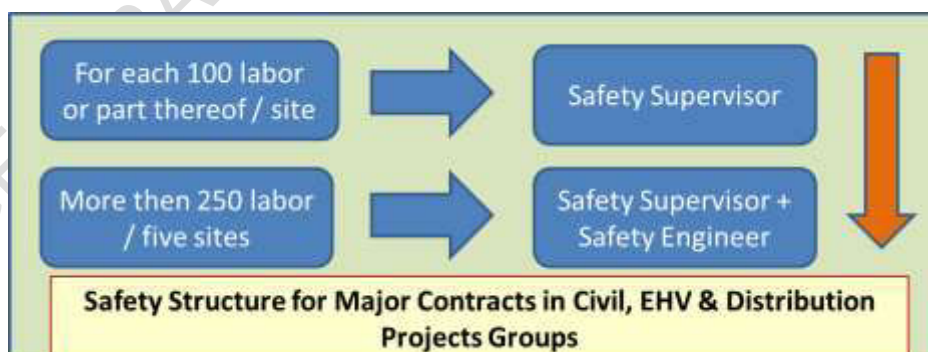 For each 100 labor
or part thereof / site
Safety Supervisor
More then 250 labor
/ five sites
Safety Supervisor +
Safety Engineer
Safety Structure for Major Contracts in Civil, EHV & Distribution
Projects Groups